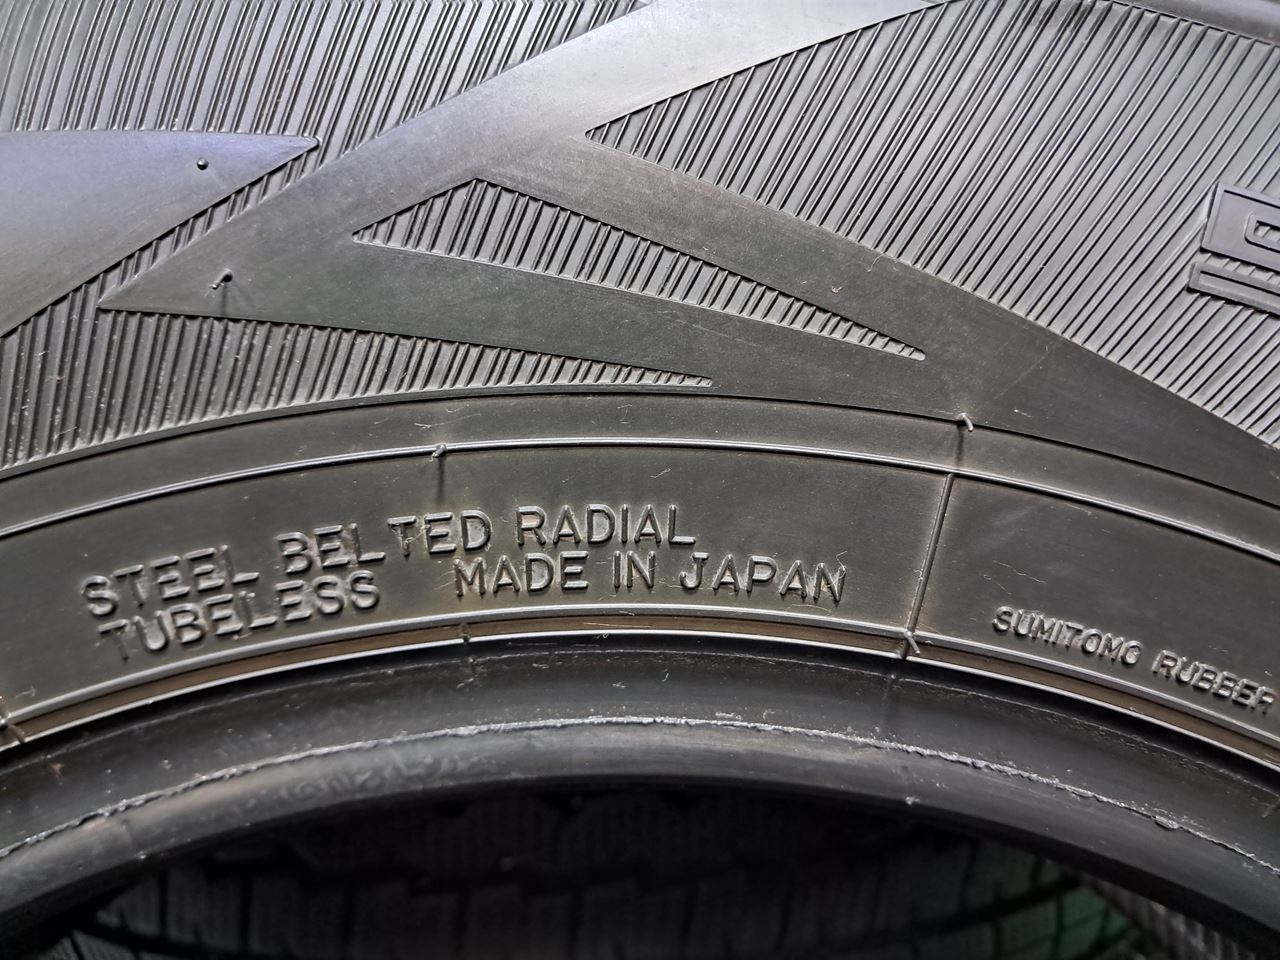 STEEL BELTED RADIAL
TUBELESS MADE IN JAPAN
SUMITOMO RUBBER